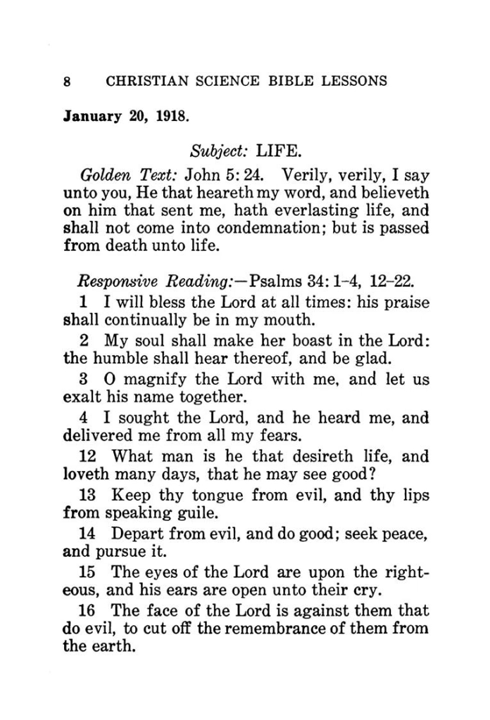 8 CHRISTIAN SCIENCE BIBLE LESSONS
January 20, 1918.
Subject: LIFE.
Golden Text: John 5: 24. Verily, verily, I say
unto you, He that heareth my word, and believeth
on him that sent me, hath everlasting life, and
shall not come into condemnation; but is passed
from death unto life.
Responsive Reading:—Psalms 34: 1–4, 12–22.
1 I will bless the Lord at all times: his praise
shall continually be in my mouth.
2 My soul shall make her boast in the Lord:
the humble shall hear thereof, and be glad.
3 O magnify the Lord with me, and let us
exalt his name together.
4 I sought the Lord, and he heard me, and
delivered me from all my fears.
12 What man is he that desireth life, and
loveth many days, that he may see good?
13 Keep thy tongue from evil, and thy lips
from speaking guile.
14 Depart from evil, and do good; seek peace,
and pursue it.
15 The eyes of the Lord are upon the right-
eous, and his ears are open unto their cry.
16 The face of the Lord is against them that
do evil, to cut off the remembrance of them from
the earth.